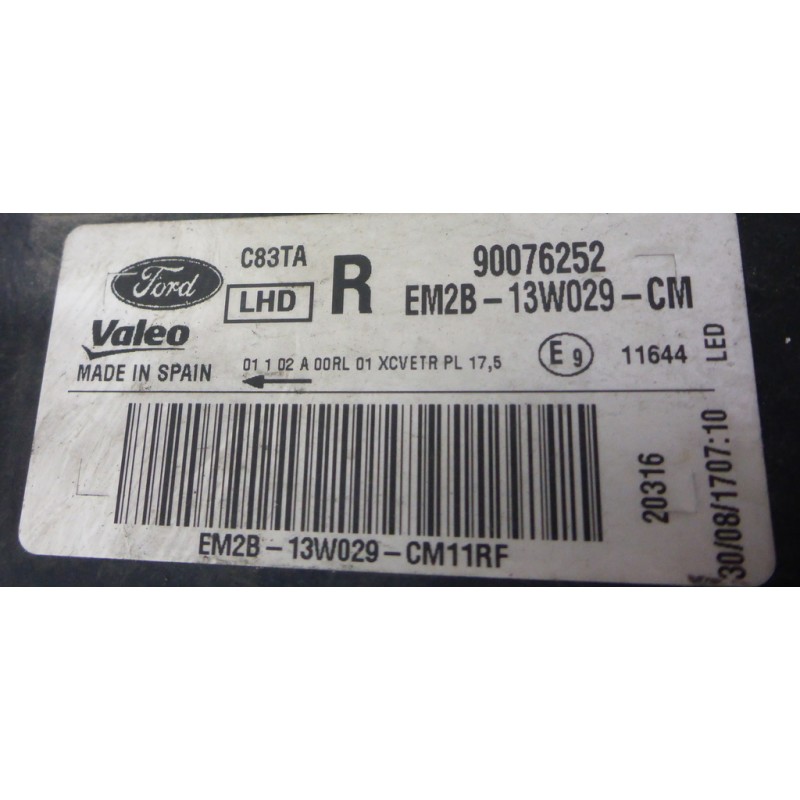 Ford
C83TA
LHD
R
90076252
EM2B-13W029-CM
Valeo
MADE IN SPAIN
01 1 02 A 00RL 01 XCVETR PL 17,5
E 9
11644
LED
20316
30/08/1707:10
EM2B-13W029-CM11RF